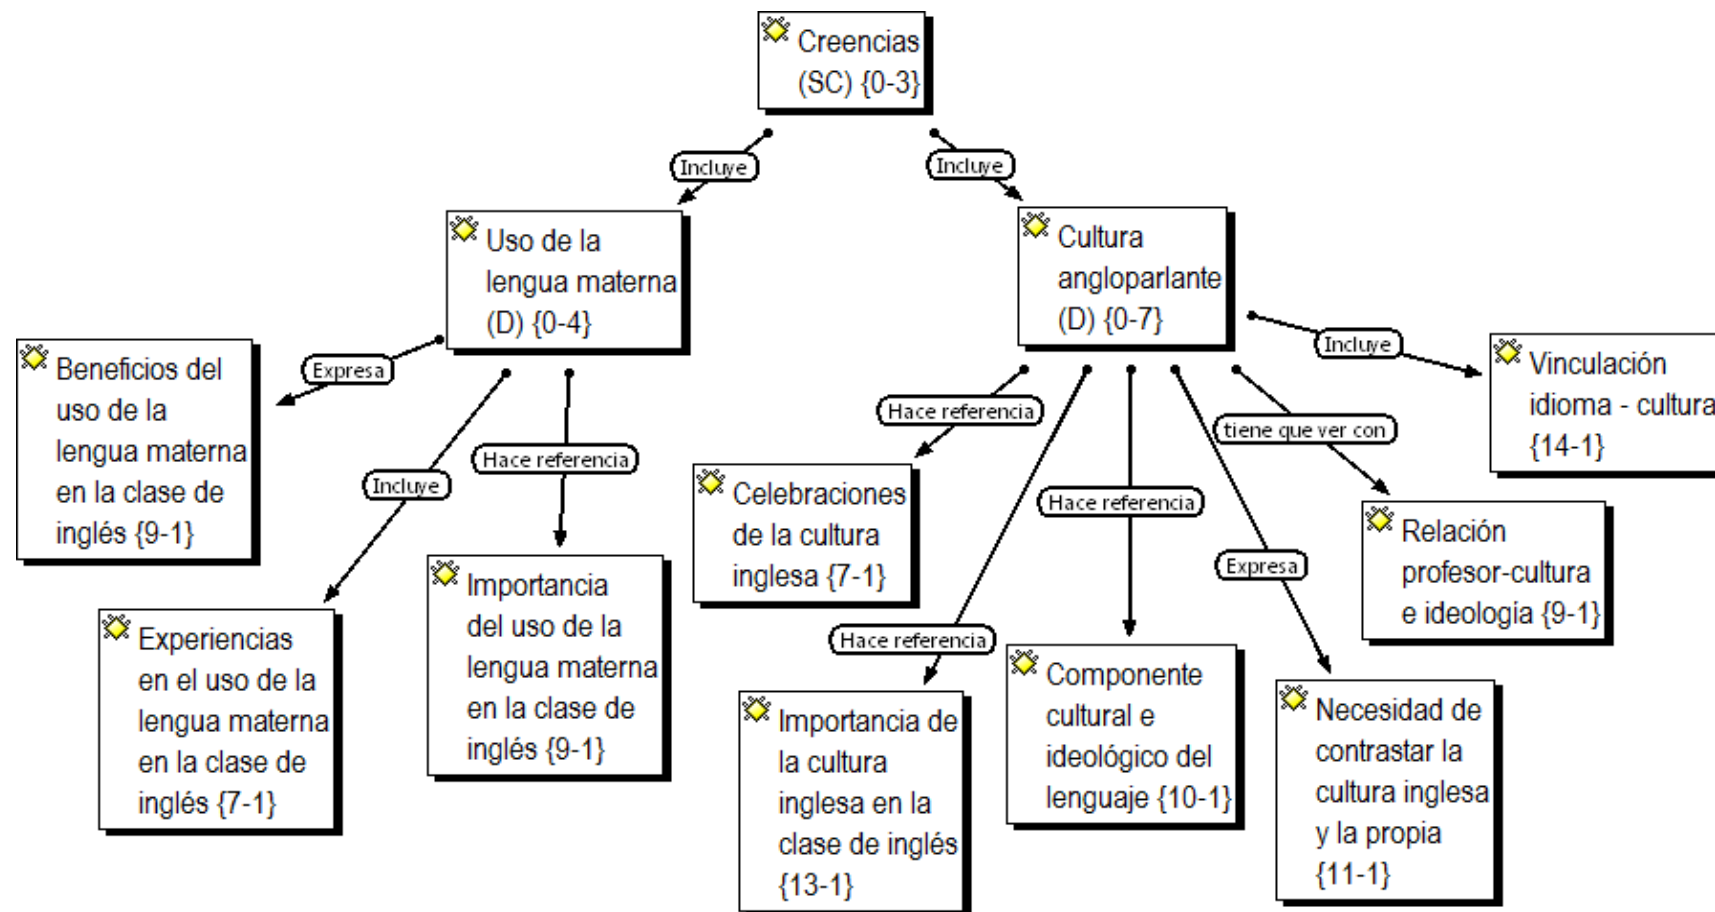 Creencias
(SC) {0-3}
Incluye
Incluye
Uso de la
lengua materna
(D) {0-4}
Cultura
angloparlante
(D) {0-7}
Expresa
Incluye
Hace referencia
Hace referencia
Hace referencia
Hace referencia
Expresa
tiene que ver con
Incluye
Beneficios del
uso de la
lengua materna
en la clase de
inglés {9-1}
Experiencias
en el uso de la
lengua materna
en la clase de
inglés {7-1}
Importancia
del uso de la
lengua materna
en la clase de
inglés {9-1}
Celebraciones
de la cultura
inglesa {7-1}
Importancia de
la cultura
inglesa en la
clase de inglés
{13-1}
Componente
cultural e
ideológico del
lenguaje {10-1}
Necesidad de
contrastar la
cultura inglesa
y la propia
{11-1}
Relación
profesor-cultura
e ideología {9-1}
Vinculación
idioma - cultura
{14-1}